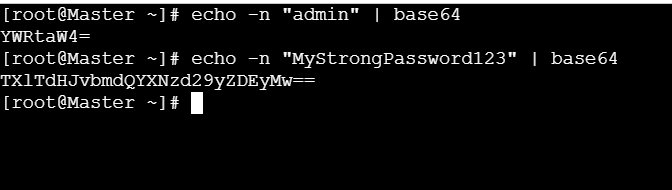 [root@Master ~]# echo -n "admin" | base64
YWRtaW4=
[root@Master ~]# echo -n "MyStrongPassword123" | base64
TXlTdHJvbmdQYXNzd29yZDEyMw==
[root@Master ~]#